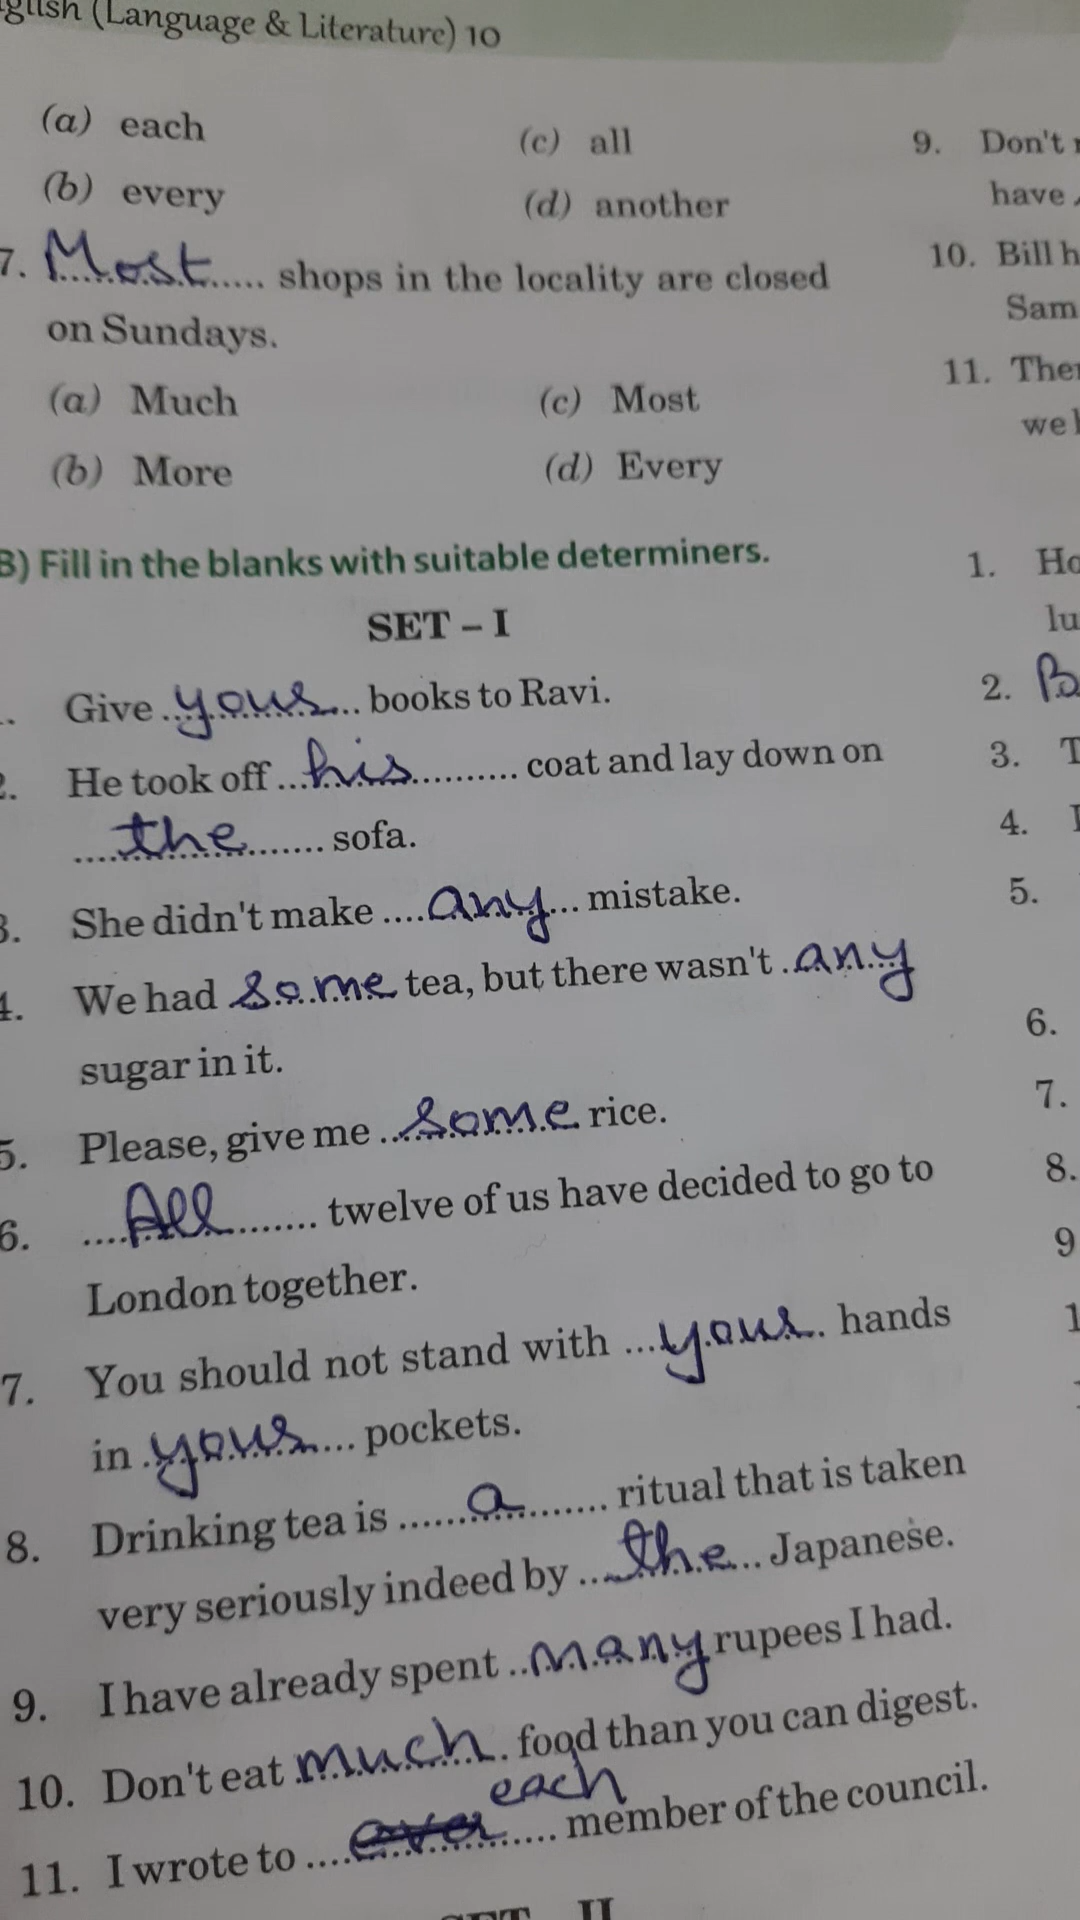 (Language & Literature) 10
(a) each (c) all
(b) every (d) another
7. Most shops in the locality are closed
on Sundays.
(a) Much (c) Most
(b) More (d) Every
B) Fill in the blanks with suitable determiners.
SET – I
Give your books to Ravi.
He took off his coat and lay down on
the sofa.
She didn't make any mistake.
We had some tea, but there wasn't any
sugar in it.
5. Please, give me some rice.
6. All twelve of us have decided to go to
London together.
7. You should not stand with your hands
in your pockets.
8. Drinking tea is a ritual that is taken
very seriously indeed by the Japanese.
9. I have already spent many rupees I had.
10. Don't eat much food than you can digest.
each
11. I wrote to member of the council.
II
9. Don't
have
10. Bill
Sam
11.
we
1.
2.
3.
4.
5.
6.
7.
8.
9